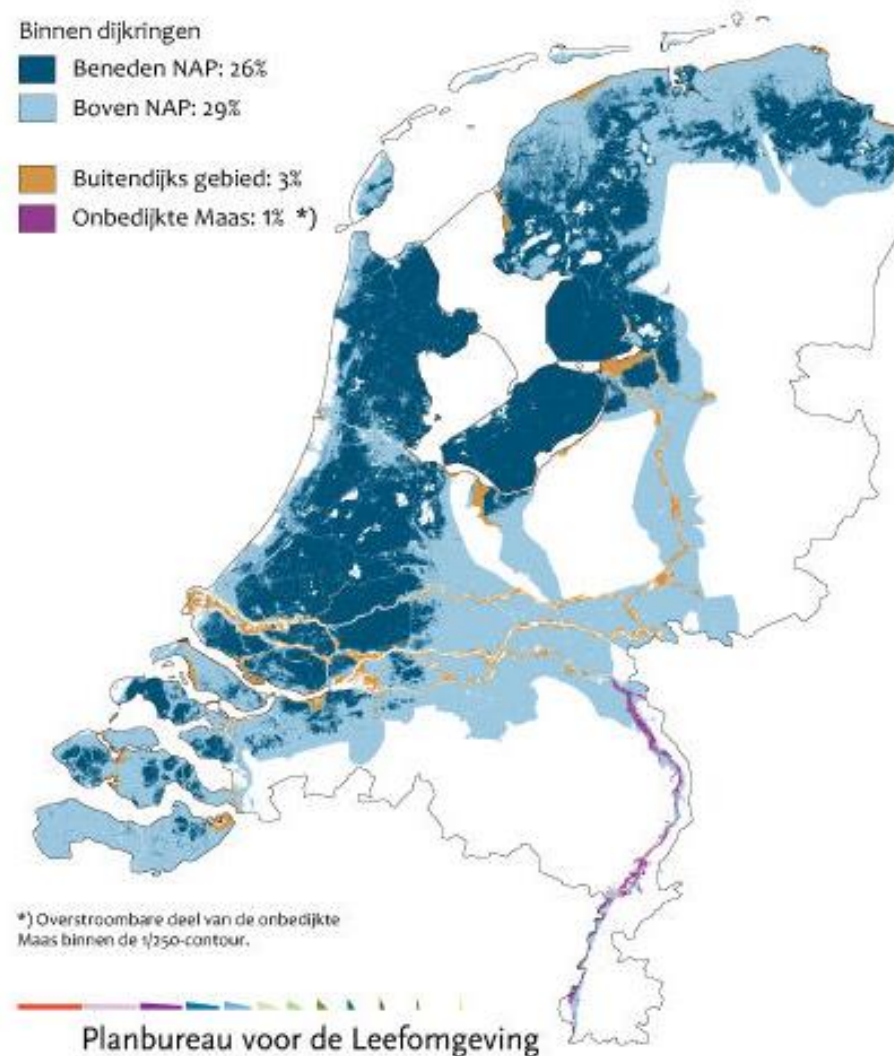 Binnen dijkringen
Beneden NAP: 26%
Boven NAP: 29%
Buitendijks gebied: 3%
Onbedijkte Maas: 1% *)
*) Overstroombare deel van de onbedijkte
Maas binnen de 1/250-contour.
Planbureau voor de Leefomgeving